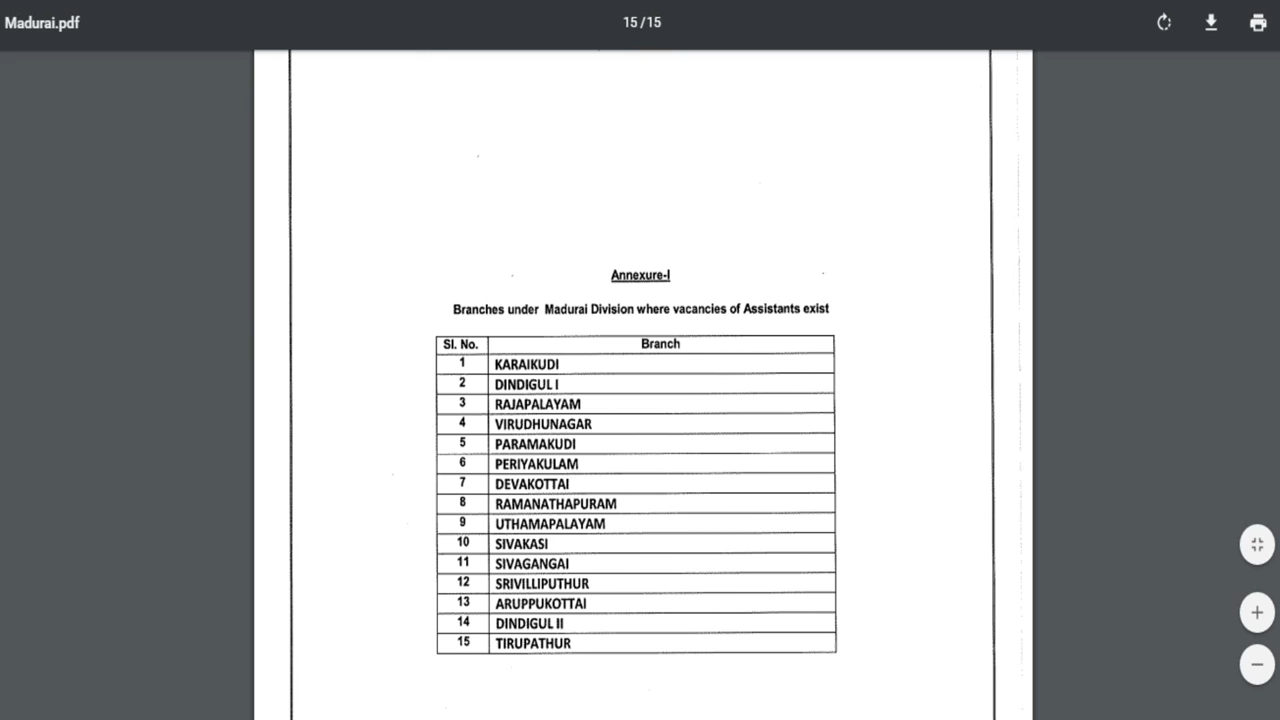 Madurai.pdf
15/15
Annexure-I
Branches under Madurai Division where vacancies of Assistants exist
Sl. No. Branch
1 KARAIKUDI
2 DINDIGUL I
3 RAJAPALAYAM
4 VIRUDHUNAGAR
5 PARAMAKUDI
6 PERIYAKULAM
7 DEVAKOTTAI
8 RAMANATHAPURAM
9 UTHAMAPALAYAM
10 SIVAKASI
11 SIVAGANGAI
12 SRIVILLIPUTHUR
13 ARUPPUKOTTAI
14 DINDIGUL II
15 TIRUPATHUR